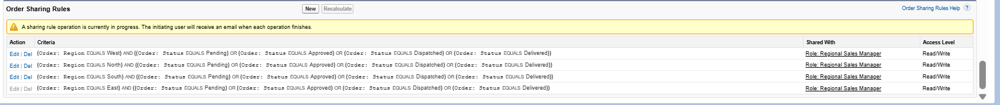 Order Sharing Rules New Recalculate Order Sharing Rules Help ?
A sharing rule operation is currently in progress. The initiating user will receive an email when each operation finishes.
Action Criteria Shared With Access Level
Edit | Del (Order: Region EQUALS West) AND ((Order: Status EQUALS Pending) OR (Order: Status EQUALS Approved) OR (Order: Status EQUALS Dispatched) OR (Order: Status EQUALS Delivered)) Role: Regional Sales Manager Read/Write
Edit | Del (Order: Region EQUALS North) AND ((Order: Status EQUALS Pending) OR (Order: Status EQUALS Approved) OR (Order: Status EQUALS Dispatched) OR (Order: Status EQUALS Delivered)) Role: Regional Sales Manager Read/Write
Edit | Del (Order: Region EQUALS South) AND ((Order: Status EQUALS Pending) OR (Order: Status EQUALS Approved) OR (Order: Status EQUALS Dispatched) OR (Order: Status EQUALS Delivered)) Role: Regional Sales Manager Read/Write
Edit | Del (Order: Region EQUALS East) AND ((Order: Status EQUALS Pending) OR (Order: Status EQUALS Approved) OR (Order: Status EQUALS Dispatched) OR (Order: Status EQUALS Delivered)) Role: Regional Sales Manager Read/Write